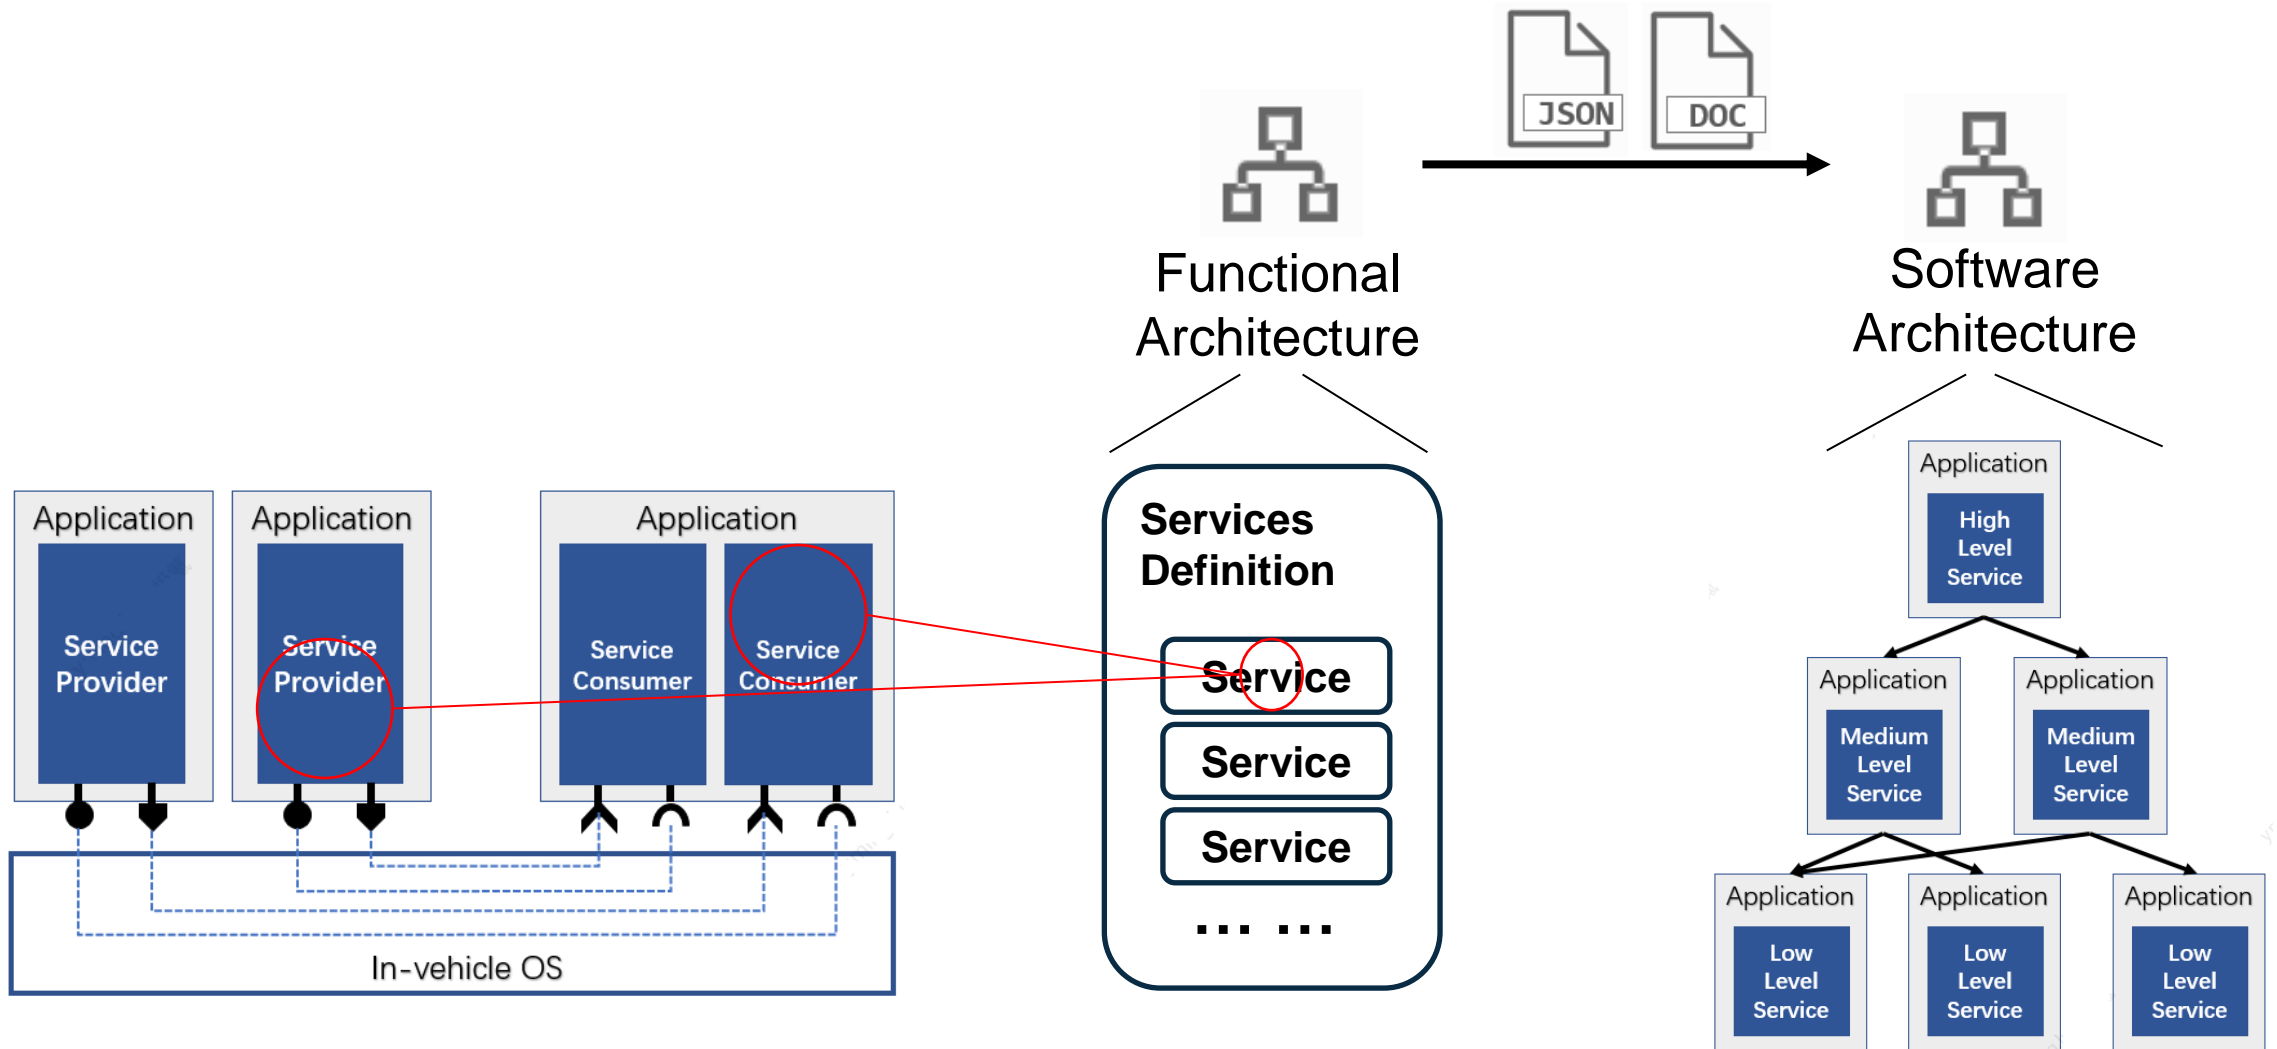 JSON
DOC
Functional
Architecture
Software
Architecture
Application
Service
Provider
Application
Service
Provider
Application
Service
Consumer
Service
Consumer
In-vehicle OS
Services
Definition
Service
Service
Service
... ...
Application
High
Level
Service
Application
Medium
Level
Service
Application
Medium
Level
Service
Application
Low
Level
Service
Application
Low
Level
Service
Application
Low
Level
Service